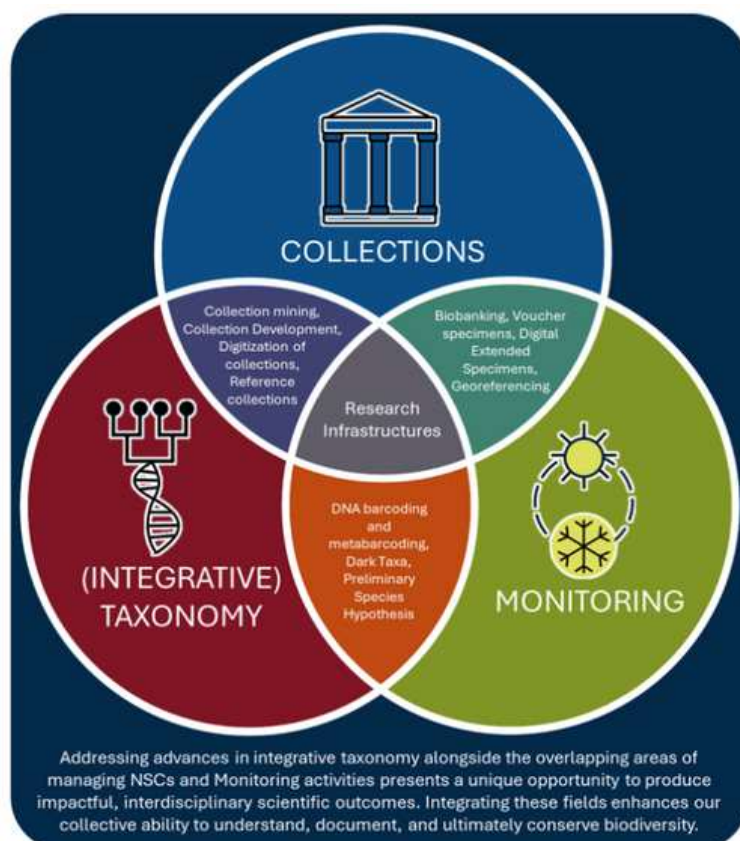 COLLECTIONS
Collection mining,
Collection Development,
Digitization of
collections,
Reference
collections
Biobanking, Voucher
specimens, Digital
Extended
Specimens,
Georeferencing
Research
Infrastructures
(INTEGRATIVE)
TAXONOMY
DNA barcoding
and
metabarcoding,
Dark Taxa,
Preliminary
Species
Hypothesis
MONITORING
Addressing advances in integrative taxonomy alongside the overlapping areas of
managing NSCs and Monitoring activities presents a unique opportunity to produce
impactful, interdisciplinary scientific outcomes. Integrating these fields enhances our
collective ability to understand, document, and ultimately conserve biodiversity.